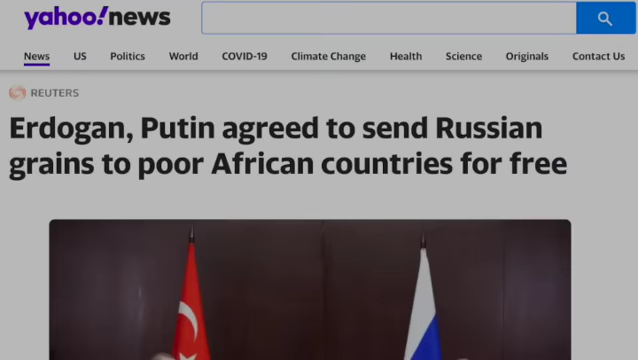 yahoo!news
News US Politics World COVID-19 Climate Change Health Science Originals Contact Us
REUTERS
Erdogan, Putin agreed to send Russian
grains to poor African countries for free